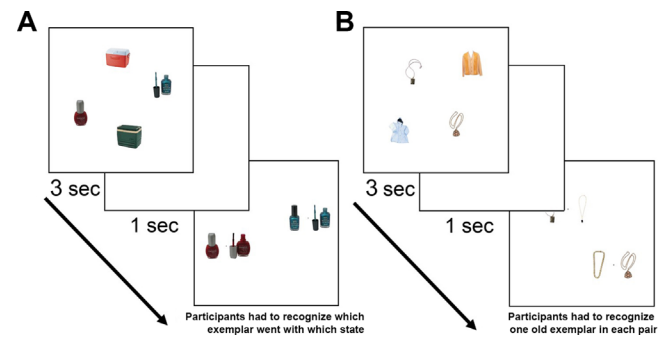 A
B
3 sec
1 sec
Participants had to recognize which
exemplar went with which state
3 sec
1 sec
Participants had to recognize
one old exemplar in each pair